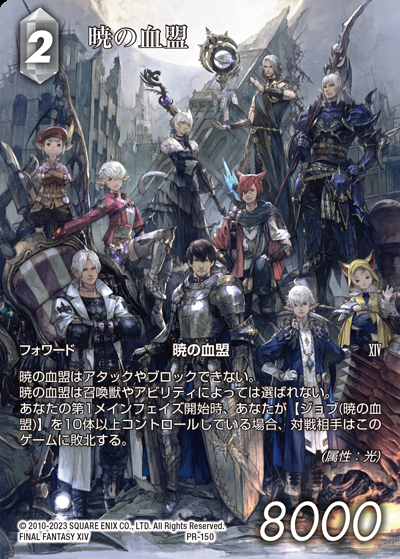 2
暁の血盟
フォワード 暁の血盟 XIV
暁の血盟はアタックやブロックできない。
暁の血盟は召喚獣やアビリティによっては選ばれない。
あなたの第1メインフェイズ開始時、あなたが【ジョブ(暁の血
盟)】を10体以上コントロールしている場合、対戦相手はこの
ゲームに敗北する。
(属性：光)
© 2010-2023 SQUARE ENIX CO., LTD. All Rights Reserved.
FINAL FANTASY XIV PR-150
8000